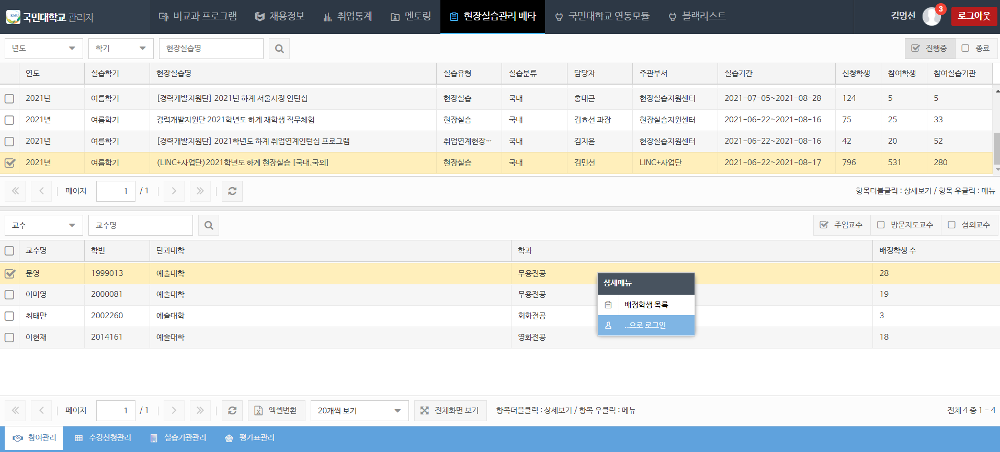 KMU 국민대학교 관리자
비교과 프로그램
채용정보
취업통계
멘토링
현장실습관리 베타
국민대학교 연동모듈
블랙리스트
김명선
3
로그아웃
년도
학기
현장실습명
진행중
종료
연도 실습학기 현장실습명 실습유형 실습분류 담당자 주관부서 실습기간 신청학생 참여학생 참여실습기관
2021년 여름학기 [경력개발지원단] 2021년 하계 서울시정 인턴십 현장실습 국내 홍대근 현장실습지원센터 2021-07-05~2021-08-28 124 5 5
2021년 여름학기 경력개발지원단 2021학년도 하계 재학생 직무체험 현장실습 국내 김효선 과장 현장실습지원센터 2021-06-22~2021-08-16 75 25 33
2021년 여름학기 [경력개발지원단] 2021학년도 하계 취업연계인턴십 프로그램 취업연계현장… 국내 김지윤 현장실습지원센터 2021-06-22~2021-08-16 42 20 52
2021년 여름학기 (LINC+사업단)2021학년도 하계 현장실습 [국내,국외] 현장실습 국내 김민선 LINC+사업단 2021-06-22~2021-08-17 796 531 280
페이지 1 / 1
항목더블클릭 : 상세보기 / 항목 우클릭 : 메뉴
교수
교수명
주임교수
방문지도교수
섭외교수
교수명 학번 단과대학 학과 배정학생 수
문영 1999013 예술대학 무용전공 28
이미영 2000081 예술대학 무용전공 19
최태만 2002260 예술대학 회화전공 3
이현재 2014161 예술대학 영화전공 18
상세메뉴
배정학생 목록
..으로 로그인
페이지 1 / 1
엑셀변환
20개씩 보기
전체화면 보기
항목더블클릭 : 상세보기 / 항목 우클릭 : 메뉴
전체 4 중 1 - 4
참여관리
수강신청관리
실습기관관리
평가표관리